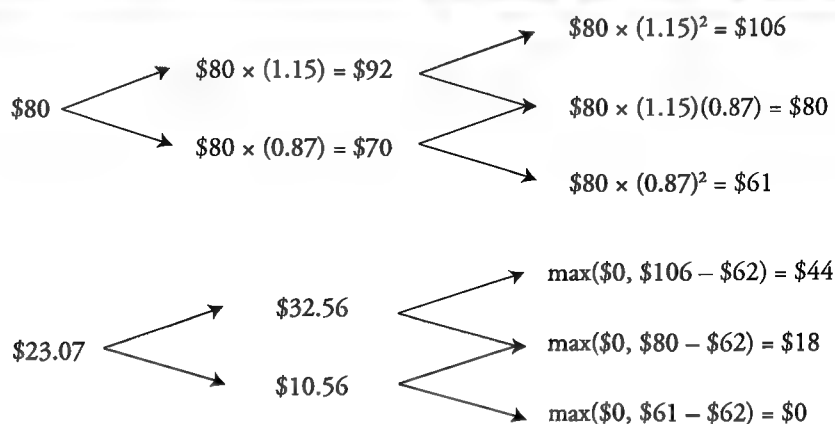 $80 × (1.15)² = $106
$80 × (1.15) = $92
$80
$80 × (1.15)(0.87) = $80
$80 × (0.87) = $70
$80 × (0.87)² = $61
max($0, $106 – $62) = $44
$32.56
$23.07
max($0, $80 – $62) = $18
$10.56
max($0, $61 – $62) = $0